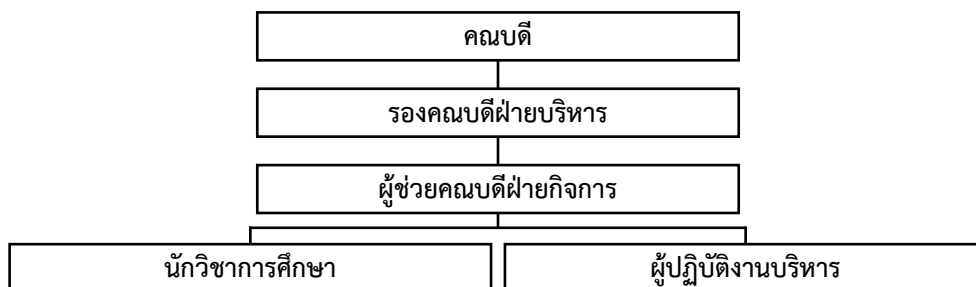 คณบดี
รองคณบดีฝ่ายบริหาร
ผู้ช่วยคณบดีฝ่ายกิจการ
นักวิชาการศึกษา
ผู้ปฏิบัติงานบริหาร